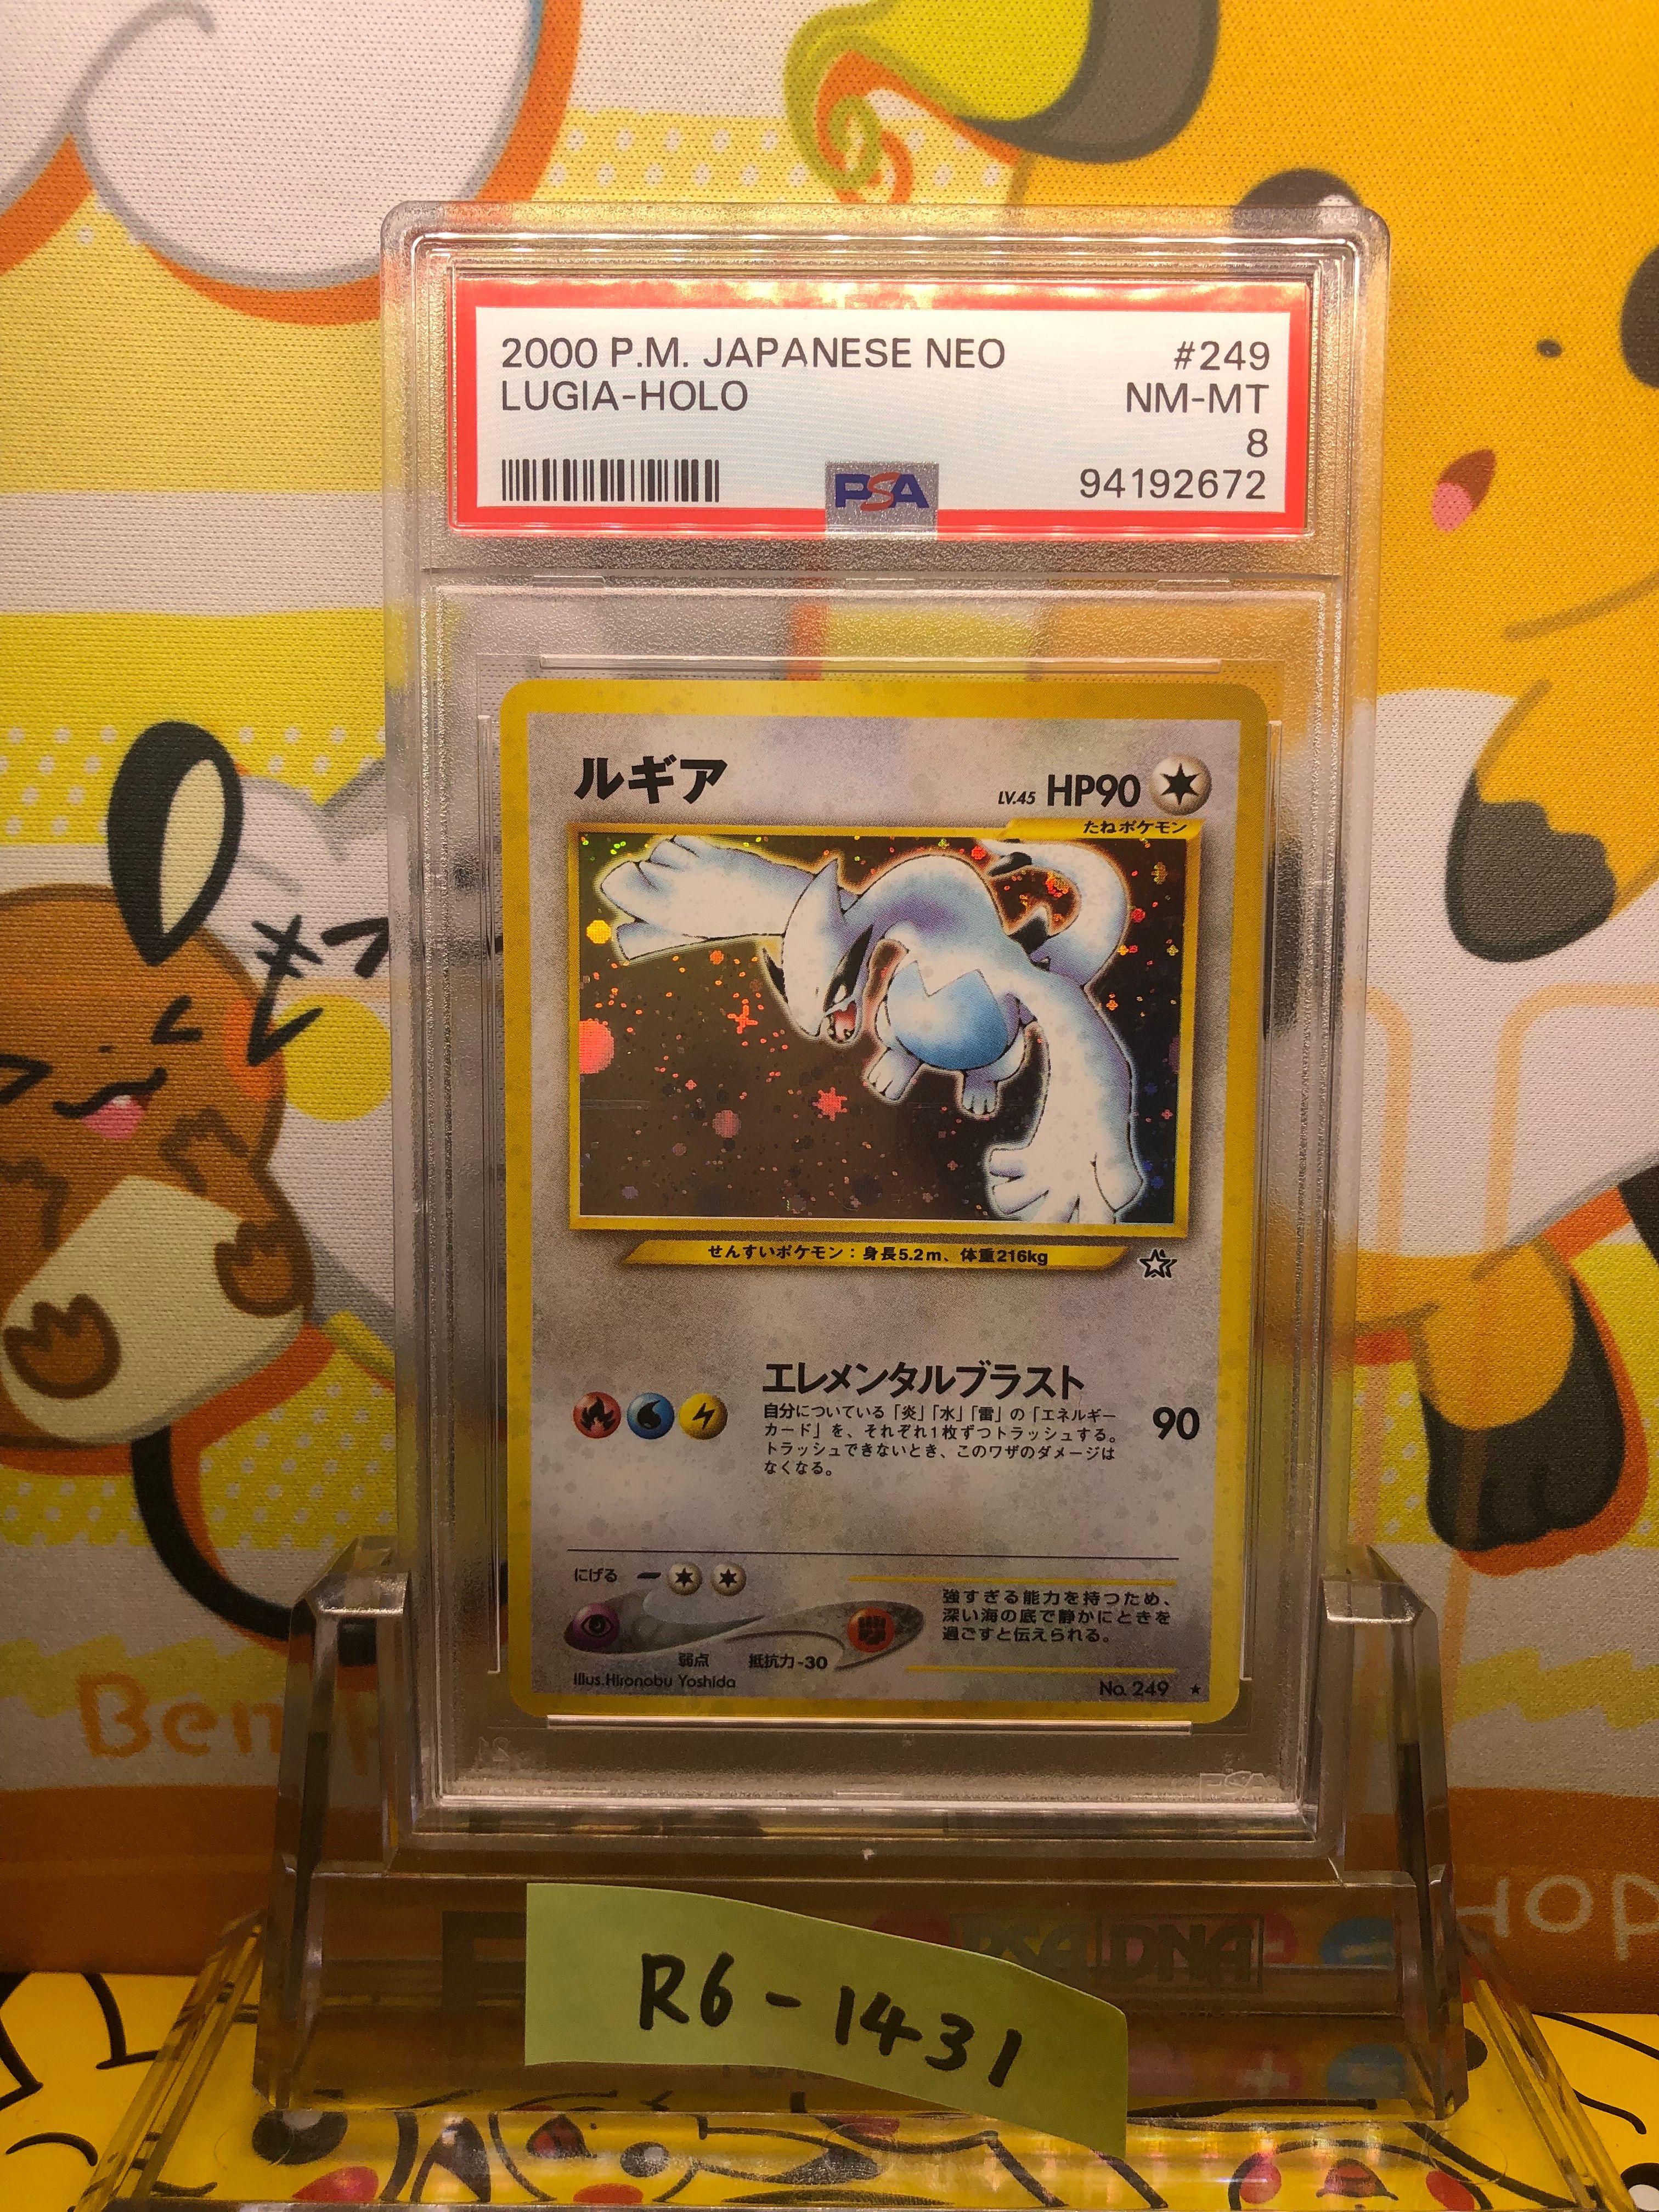 2000 P.M. JAPANESE NEO #249
LUGIA-HOLO NM-MT
8
PSA 94192672
ルギア LV.45 HP90
たねポケモン
せんすいポケモン：身長5.2m、体重216kg
エレメンタルブラスト
自分についている「炎」「水」「雷」の「エネルギー
カード」を、それぞれ1枚ずつトラッシュする。
トラッシュできないとき、このワザのダメージは
なくなる。
90
にげる
弱点 抵抗力-30
強すぎる能力を持つため、
深い海の底で静かにときを
過ごすと伝えられる。
Illus.Hironobu Yoshida
No.249 ★
PSA DNA
R6-1431